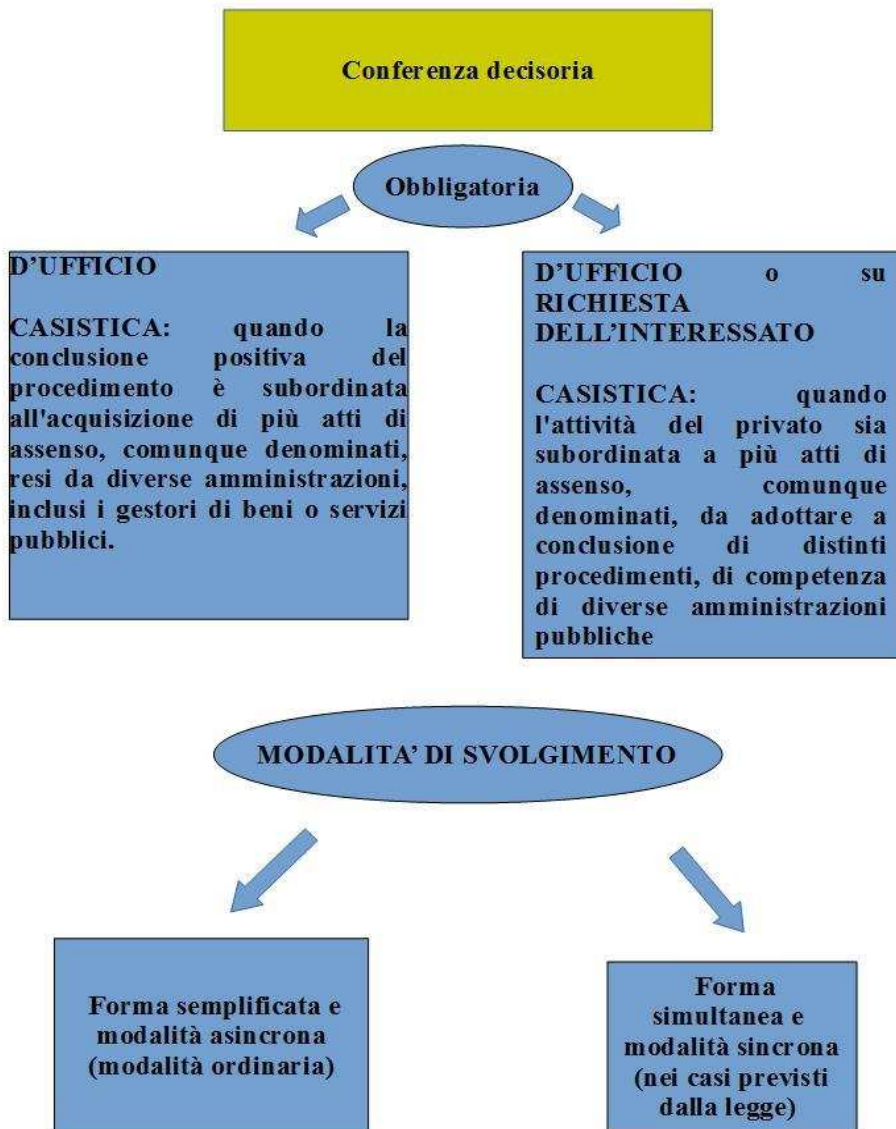 Conferenza decisoria
Obbligatoria
D'UFFICIO
CASISTICA: quando la
conclusione positiva del
procedimento è subordinata
all'acquisizione di più atti di
assenso, comunque denominati,
resi da diverse amministrazioni,
inclusi i gestori di beni o servizi
pubblici.
D'UFFICIO o su
RICHIESTA
DELL'INTERESSATO
CASISTICA: quando
l'attività del privato sia
subordinata a più atti di
assenso, comunque
denominati, da adottare a
conclusione di distinti
procedimenti, di competenza
di diverse amministrazioni
pubbliche
MODALITA' DI SVOLGIMENTO
Forma semplificata e
modalità asincrona
(modalità ordinaria)
Forma
simultanea e
modalità sincrona
(nei casi previsti
dalla legge)